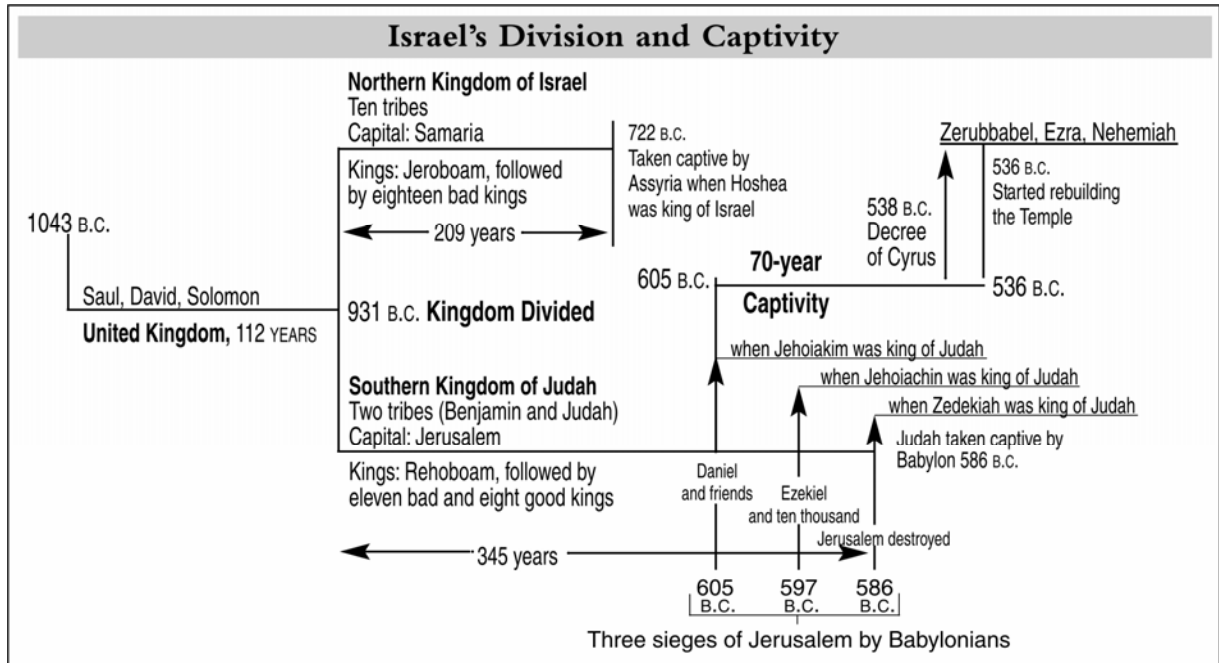 Israel's Division and Captivity
Northern Kingdom of Israel
Ten tribes
Capital: Samaria
Kings: Jeroboam, followed
by eighteen bad kings
209 years
722 B.C.
Taken captive by
Assyria when Hoshea
was king of Israel
Zerubbabel, Ezra, Nehemiah
536 B.C.
Started rebuilding
the Temple
538 B.C.
Decree
of Cyrus
1043 B.C.
Saul, David, Solomon
United Kingdom, 112 YEARS
931 B.C. Kingdom Divided
605 B.C.
70-year
Captivity
536 B.C.
when Jehoiakim was king of Judah
when Jehoiachin was king of Judah
when Zedekiah was king of Judah
Southern Kingdom of Judah
Two tribes (Benjamin and Judah)
Capital: Jerusalem
Kings: Rehoboam, followed by
eleven bad and eight good kings
345 years
Judah taken captive by
Babylon 586 B.C.
Daniel
and friends
Ezekiel
and ten thousand
Jerusalem destroyed
605
B.C.
597
B.C.
586
B.C.
Three sieges of Jerusalem by Babylonians